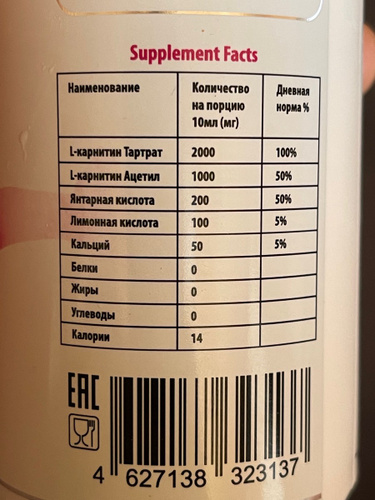 Supplement Facts
Наименование Количество на порцию 10мл (мг) Дневная норма %
L-карнитин Тартрат 2000 100%
L-карнитин Ацетил 1000 50%
Янтарная кислота 200 50%
Лимонная кислота 100 5%
Кальций 50 5%
Белки 0
Жиры 0
Углеводы 0
Калории 14
EAC
4 627138 323137